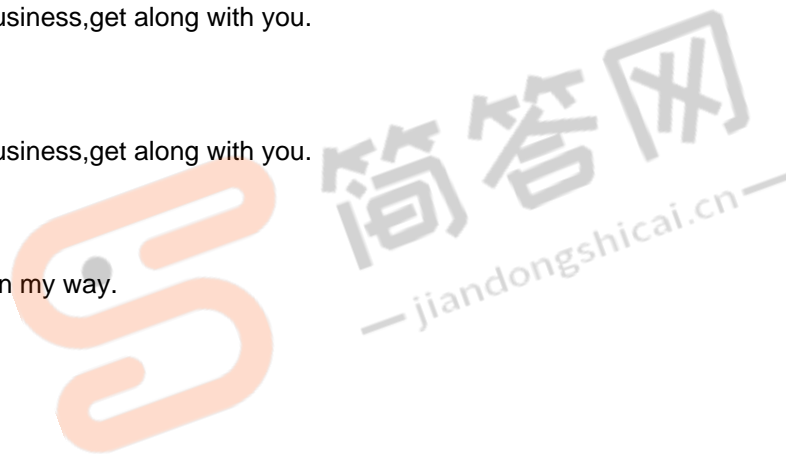 usiness,get along with you.
usiness,get along with you.
n my way.
简答网
jiandongshicai.cn